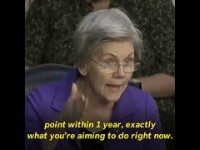 point within 1 year, exactly
what you're aiming to do right now.